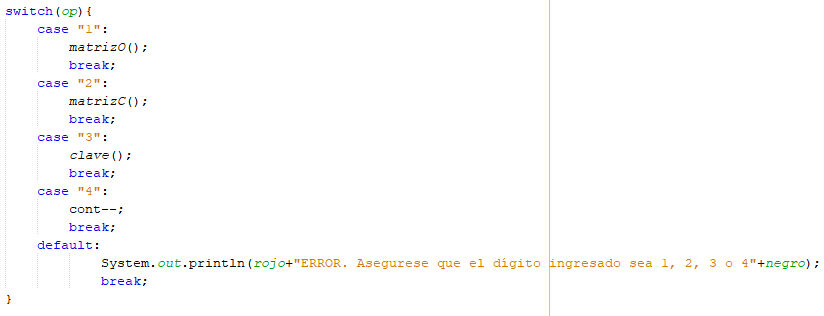 switch(op){
case "1":
matrizO();
break;
case "2":
matrizC();
break;
case "3":
clave();
break;
case "4":
cont--;
break;
default:
System.out.println(rojo+"ERROR. Asegurese que el dígito ingresado sea 1, 2, 3 o 4"+negro);
break;
}